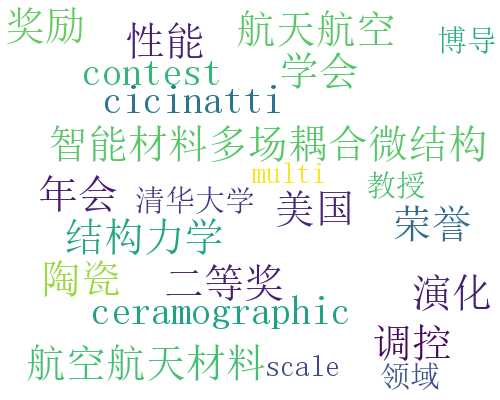 奖励
性能
航天航空
博导
contest
学会
cicinatti
智能材料多场耦合微结构
multi
年会
清华大学
美国
教授
荣誉
结构力学
陶瓷
二等奖
演化
ceramographic
调控
航空航天材料
scale
领域